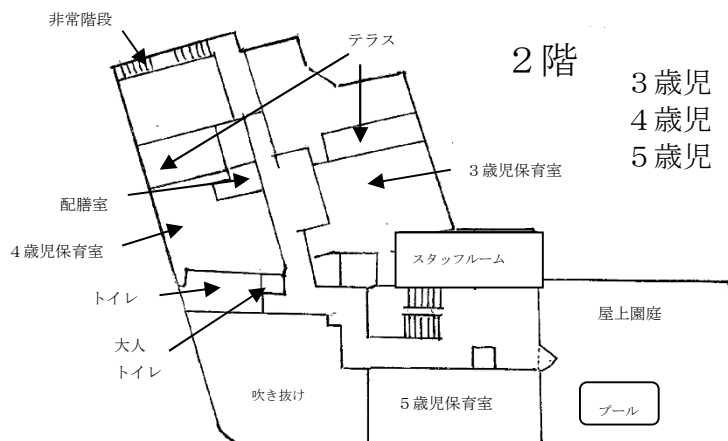 非常階段
テラス
２階
３歳児
４歳児
５歳児
３歳児保育室
配膳室
４歳児保育室
スタッフルーム
トイレ
屋上園庭
大人
トイレ
吹き抜け
５歳児保育室
プール